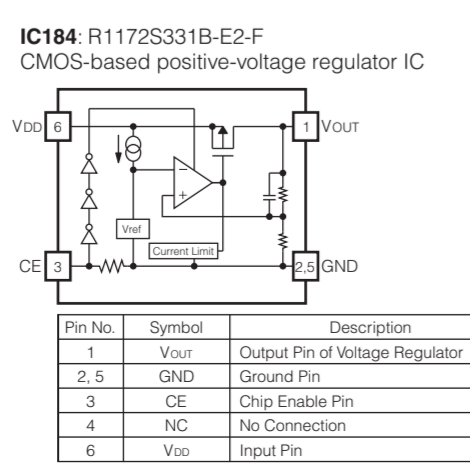 IC184: R1172S331B-E2-F
CMOS-based positive-voltage regulator IC
VDD 6
1 VOUT
−
+
Vref
Current Limit
CE 3
2,5 GND
Pin No. Symbol Description
1 VOUT Output Pin of Voltage Regulator
2, 5 GND Ground Pin
3 CE Chip Enable Pin
4 NC No Connection
6 VDD Input Pin